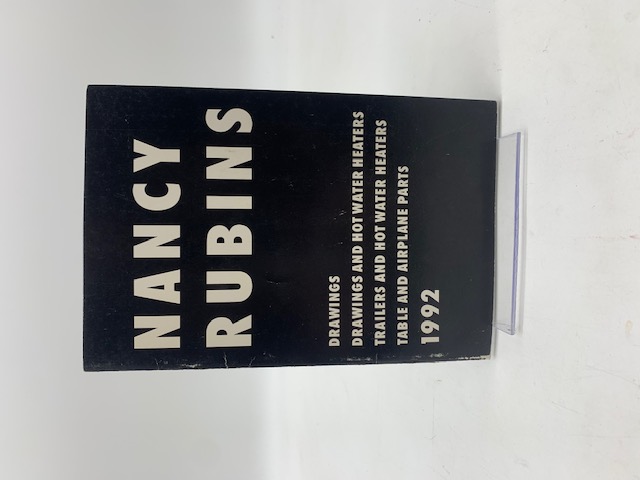 NANCY
RUBINS
DRAWINGS
DRAWINGS AND HOT WATER HEATERS
TRAILERS AND HOT WATER HEATERS
TABLE AND AIRPLANE PARTS
1992